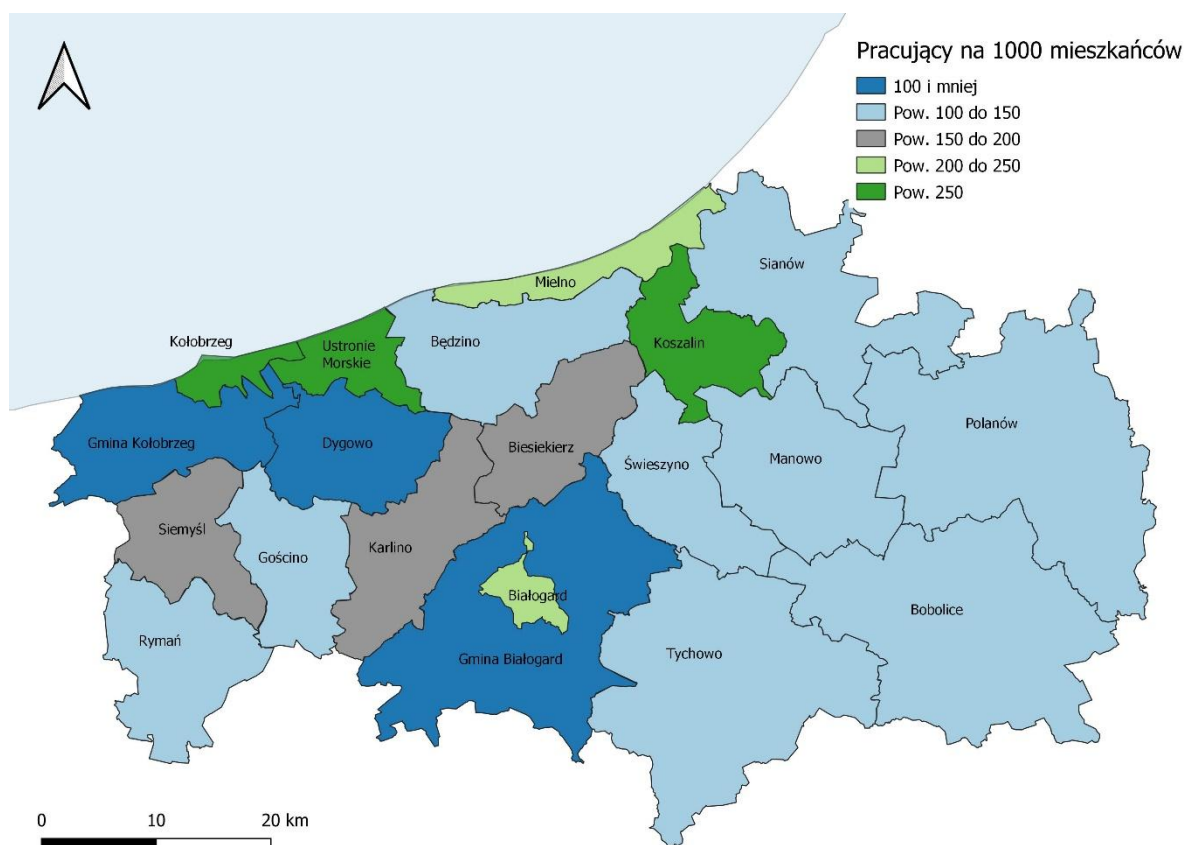 Pracujący na 1000 mieszkańców
100 i mniej
Pow. 100 do 150
Pow. 150 do 200
Pow. 200 do 250
Pow. 250
Sianów
Mielno
Kołobrzeg
Ustronie
Morskie
Będzino
Koszalin
Polanów
Gmina Kołobrzeg
Dygowo
Biesiekierz
Świeszyno
Manowo
Siemyśl
Gościno
Karlino
Białogard
Bobolice
Rymań
Gmina Białogard
Tychowo
0 10 20 km